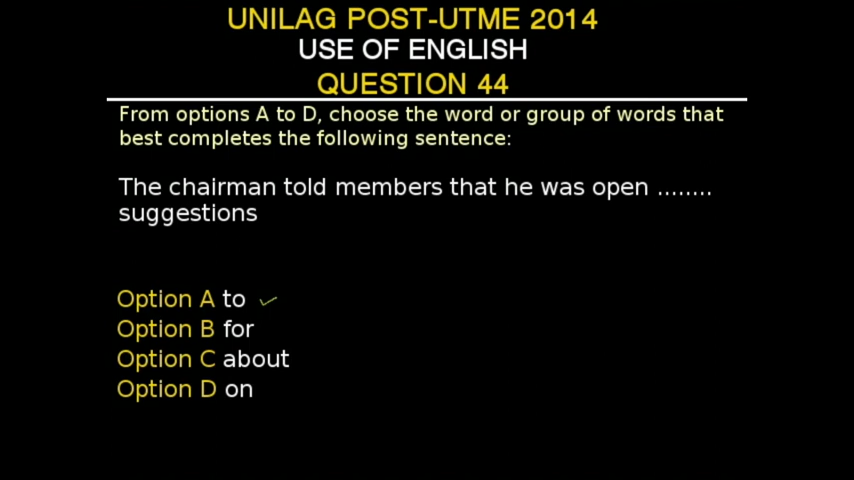 UNILAG POST-UTME 2014
USE OF ENGLISH
QUESTION 44
From options A to D, choose the word or group of words that
best completes the following sentence:
The chairman told members that he was open ........
suggestions
Option A to ✓
Option B for
Option C about
Option D on